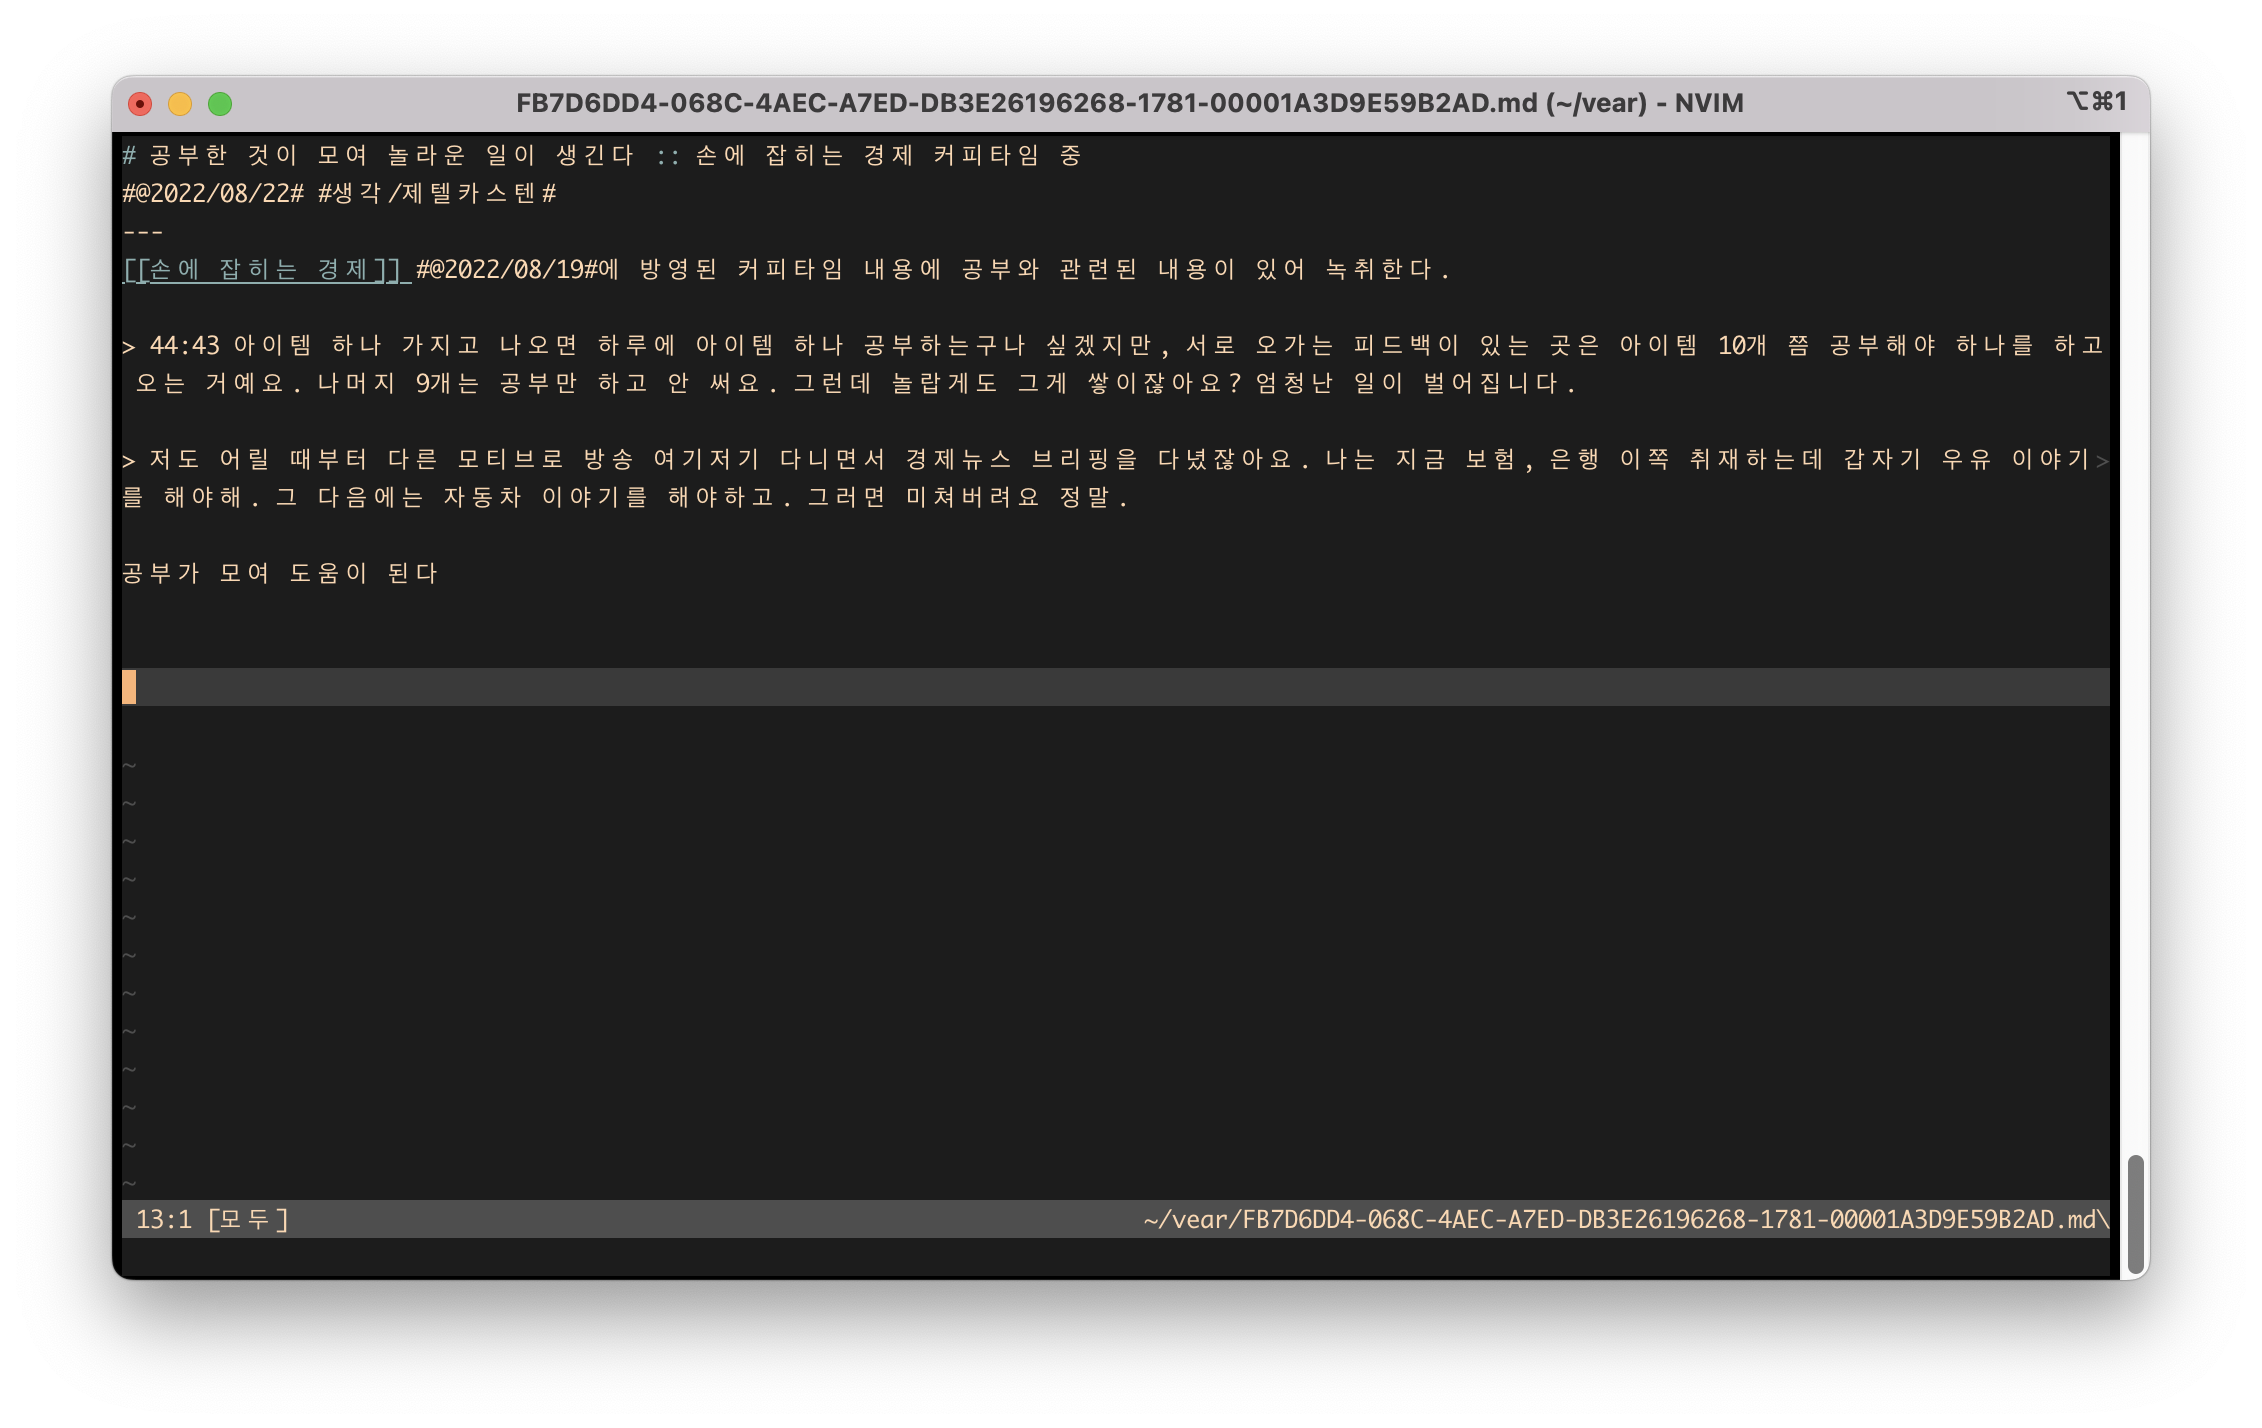 FB7D6DD4-068C-4AEC-A7ED-DB3E26196268-1781-00001A3D9E59B2AD.md (~/vear) - NVIM
⌥⌘1
# 공부한 것이 모여 놀라운 일이 생긴다 :: 손에 잡히는 경제 커피타임 중
#@2022/08/22# #생각/제텔카스텐#
---
[[손에 잡히는 경제]] #@2022/08/19#에 방영된 커피타임 내용에 공부와 관련된 내용이 있어 녹취한다.
> 44:43 아이템 하나 가지고 나오면 하루에 아이템 하나 공부하는구나 싶겠지만, 서로 오가는 피드백이 있는 곳은 아이템 10개 쯤 공부해야 하나를 하고
오는 거예요. 나머지 9개는 공부만 하고 안 써요. 그런데 놀랍게도 그게 쌓이잖아요? 엄청난 일이 벌어집니다.
> 저도 어릴 때부터 다른 모티브로 방송 여기저기 다니면서 경제뉴스 브리핑을 다녔잖아요. 나는 지금 보험, 은행 이쪽 취재하는데 갑자기 우유 이야기>
를 해야해. 그 다음에는 자동차 이야기를 해야하고. 그러면 미쳐버려요 정말.
공부가 모여 도움이 된다
~
~
~
~
~
~
~
~
~
~
~
~
13:1 [모두] ~/vear/FB7D6DD4-068C-4AEC-A7ED-DB3E26196268-1781-00001A3D9E59B2AD.md\